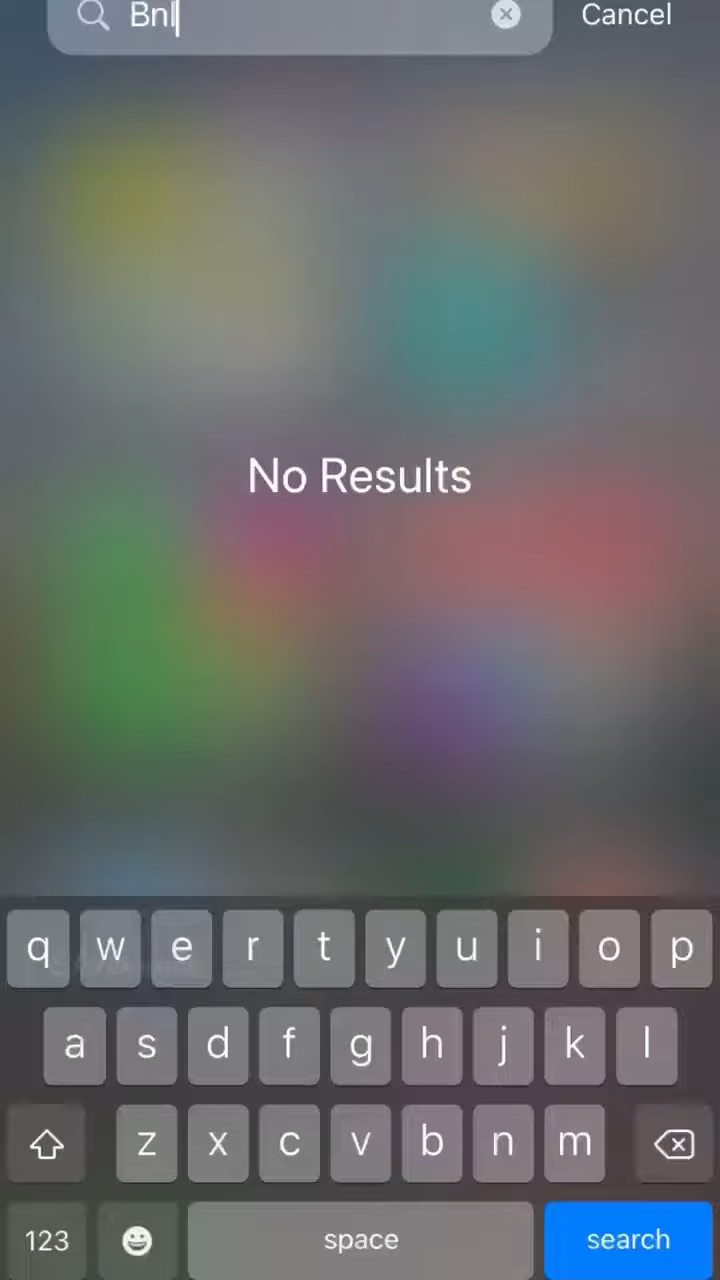 Bnl
Cancel
No Results
q w e r t y u i o p
a s d f g h j k l
z x c v b n m
123 space search